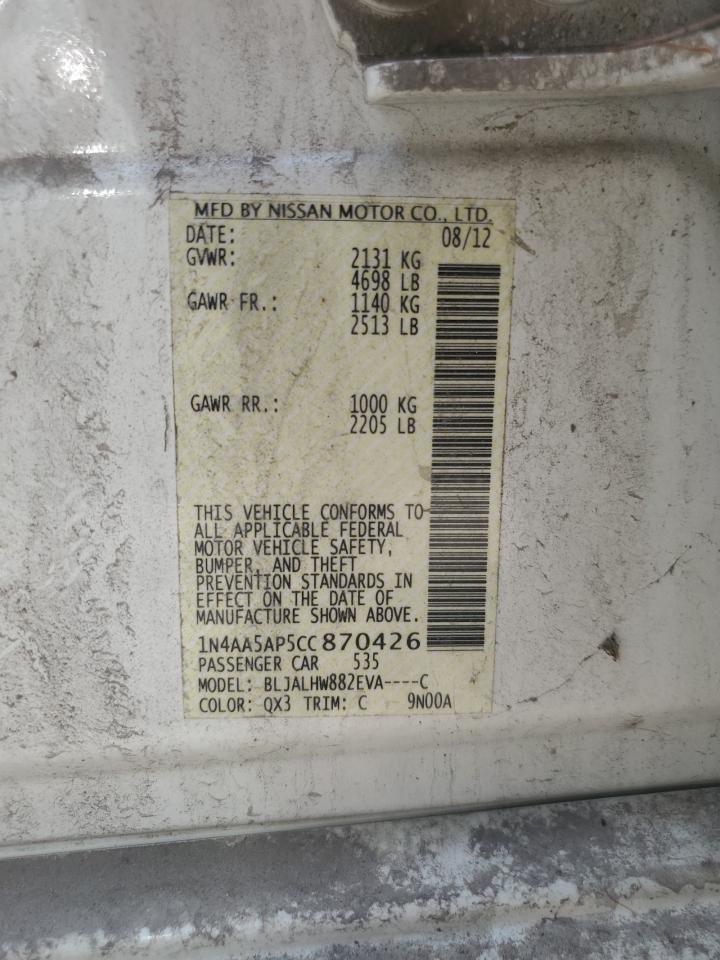 MFD BY NISSAN MOTOR CO., LTD.
DATE: 08/12
GVWR: 2131 KG
4698 LB
GAWR FR.: 1140 KG
2513 LB
GAWR RR.: 1000 KG
2205 LB
THIS VEHICLE CONFORMS TO
ALL APPLICABLE FEDERAL
MOTOR VEHICLE SAFETY,
BUMPER, AND THEFT
PREVENTION STANDARDS IN
EFFECT ON THE DATE OF
MANUFACTURE SHOWN ABOVE.
1N4AA5AP5CC870426
PASSENGER CAR 535
MODEL: BLJALHW882EVA----C
COLOR: QX3 TRIM: C 9N00A